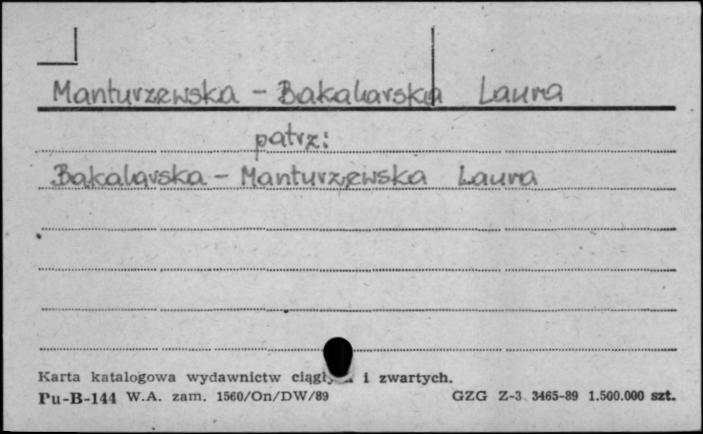 Manturzewska - Bakalarska Laura
patrz:
Bakalarska - Manturzewska Laura
Karta katalogowa wydawnictw i zwartych.
Pu-B-144 W.A. zam. 1560/On/DW/89 GZG Z-3 3465-89 1.500.000 szt.